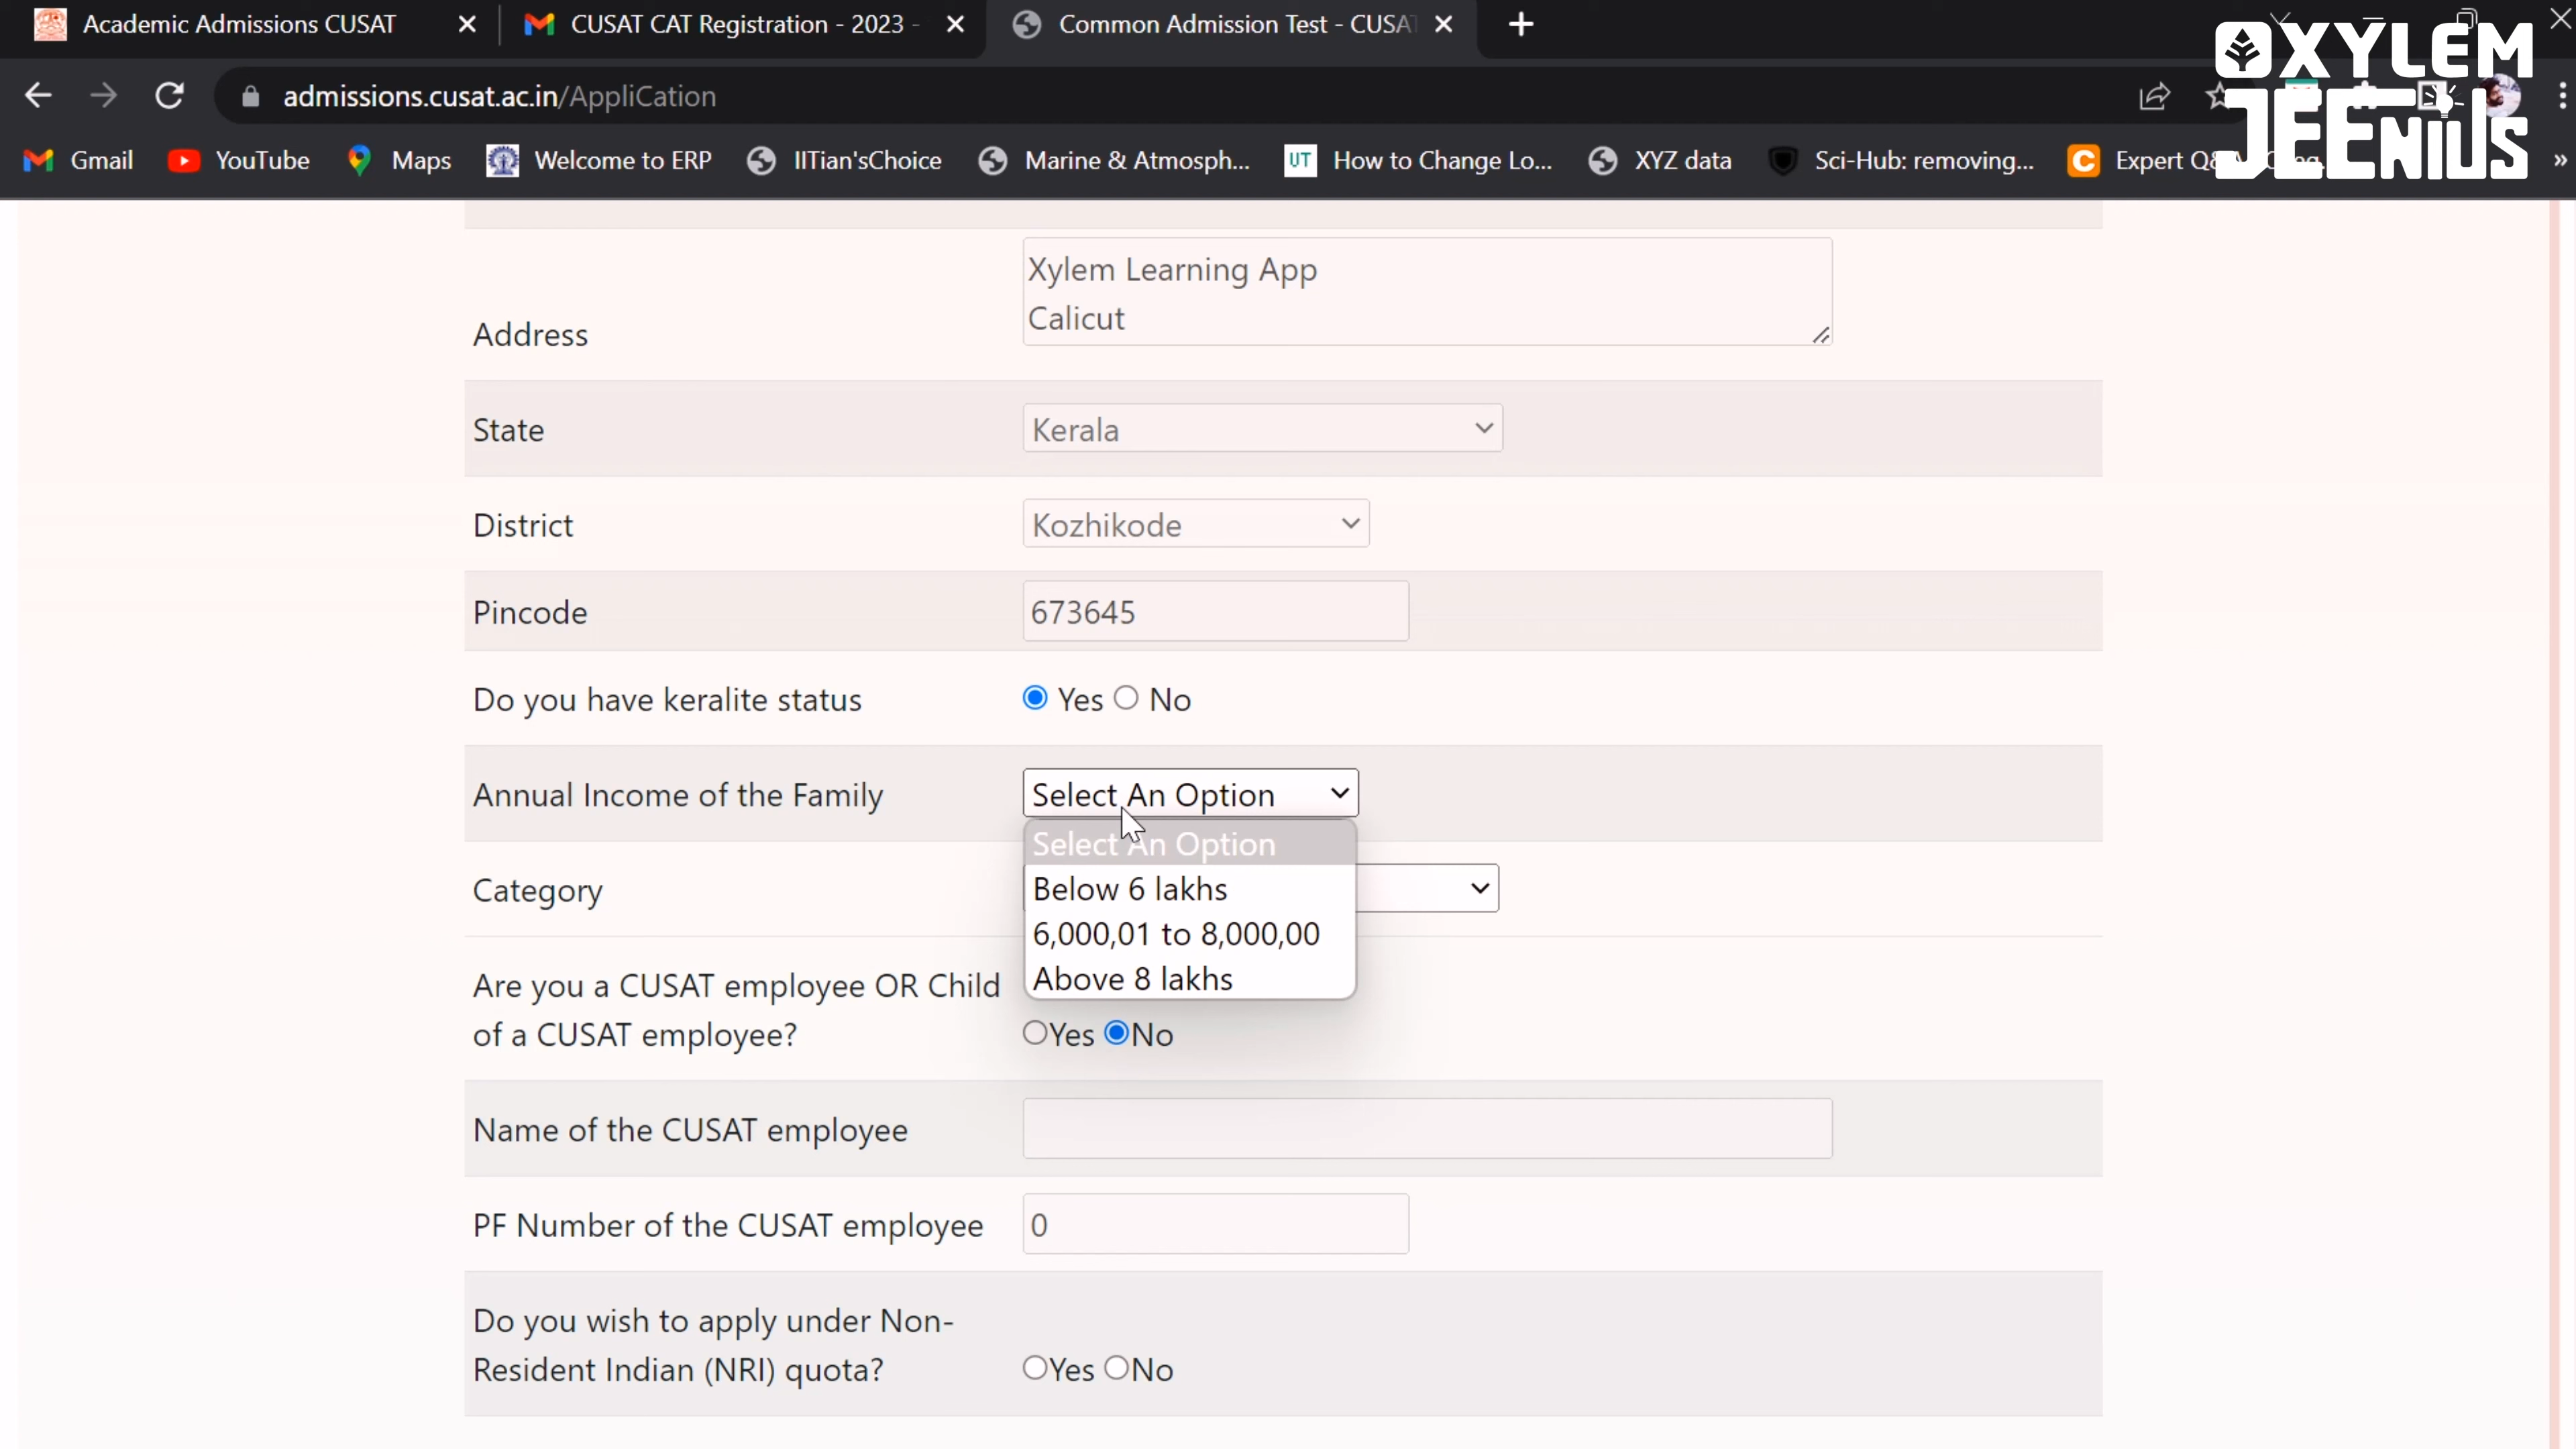 Academic Admissions CUSAT
CUSAT CAT Registration - 2023 -
Common Admission Test - CUSAT
admissions.cusat.ac.in/AppliCation
XYLEM
JEENIUS
Gmail
YouTube
Maps
Welcome to ERP
IITian'sChoice
Marine & Atmosph...
UT
How to Change Lo...
XYZ data
Sci-Hub: removing...
C
Expert
Address
Xylem Learning App
Calicut
State
Kerala
District
Kozhikode
Pincode
673645
Do you have keralite status
Yes No
Annual Income of the Family
Select An Option
Select An Option
Below 6 lakhs
6,000,01 to 8,000,00
Above 8 lakhs
Category
Are you a CUSAT employee OR Child
of a CUSAT employee?
Yes No
Name of the CUSAT employee
PF Number of the CUSAT employee
0
Do you wish to apply under Non-
Resident Indian (NRI) quota?
Yes No